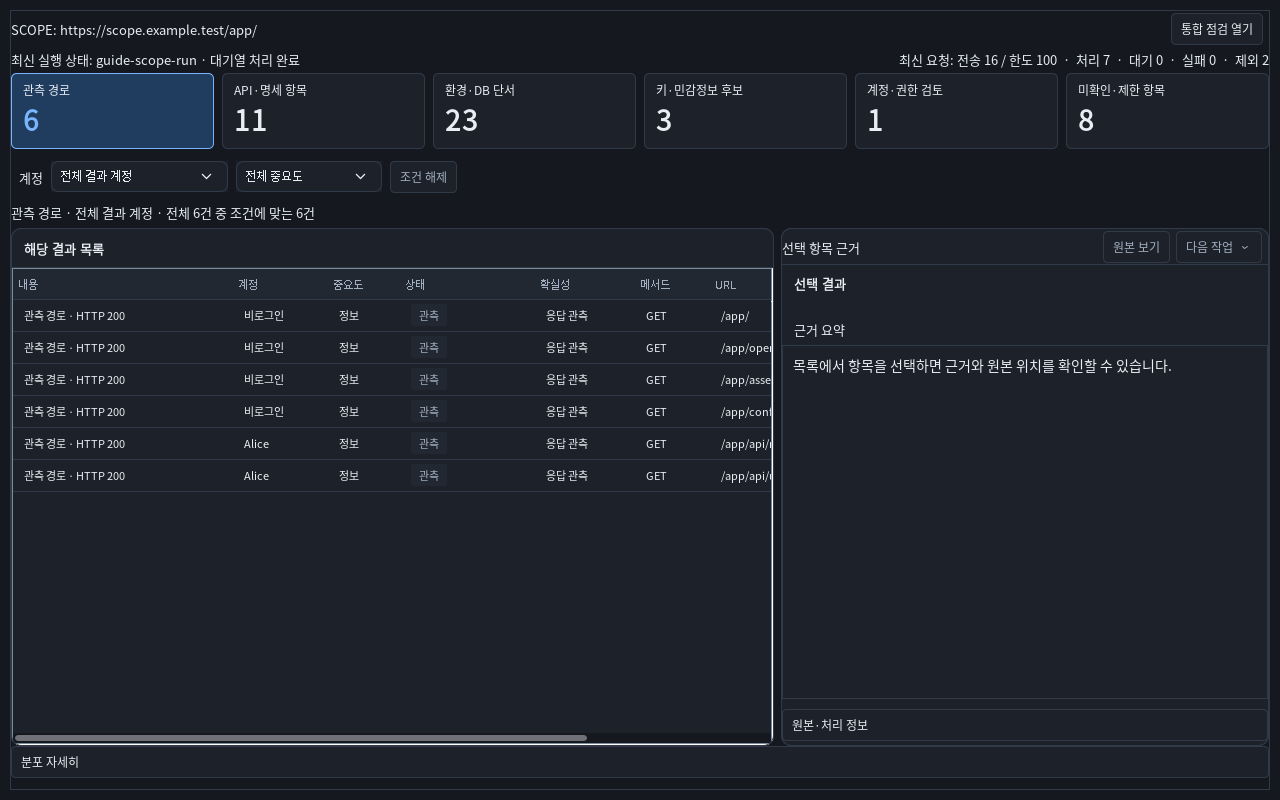 SCOPE: https://scope.example.test/app/
통합 점검 열기
최신 실행 상태: guide-scope-run · 대기열 처리 완료
최신 요청: 전송 16 / 한도 100 · 처리 7 · 대기 0 · 실패 0 · 제외 2
관측 경로
6
API·명세 항목
11
환경·DB 단서
23
키·민감정보 후보
3
계정·권한 검토
1
미확인·제한 항목
8
계정
전체 결과 계정
전체 중요도
조건 해제
관측 경로 · 전체 결과 계정 · 전체 6건 중 조건에 맞는 6건
해당 결과 목록
내용 계정 중요도 상태 확실성 메서드 URL
관측 경로 · HTTP 200 비로그인 정보 관측 응답 관측 GET /app/
관측 경로 · HTTP 200 비로그인 정보 관측 응답 관측 GET /app/oper
관측 경로 · HTTP 200 비로그인 정보 관측 응답 관측 GET /app/asse
관측 경로 · HTTP 200 비로그인 정보 관측 응답 관측 GET /app/conf
관측 경로 · HTTP 200 Alice 정보 관측 응답 관측 GET /app/api/
관측 경로 · HTTP 200 Alice 정보 관측 응답 관측 GET /app/api/
선택 항목 근거
원본 보기
다음 작업
선택 결과
근거 요약
목록에서 항목을 선택하면 근거와 원본 위치를 확인할 수 있습니다.
원본·처리 정보
분포 자세히